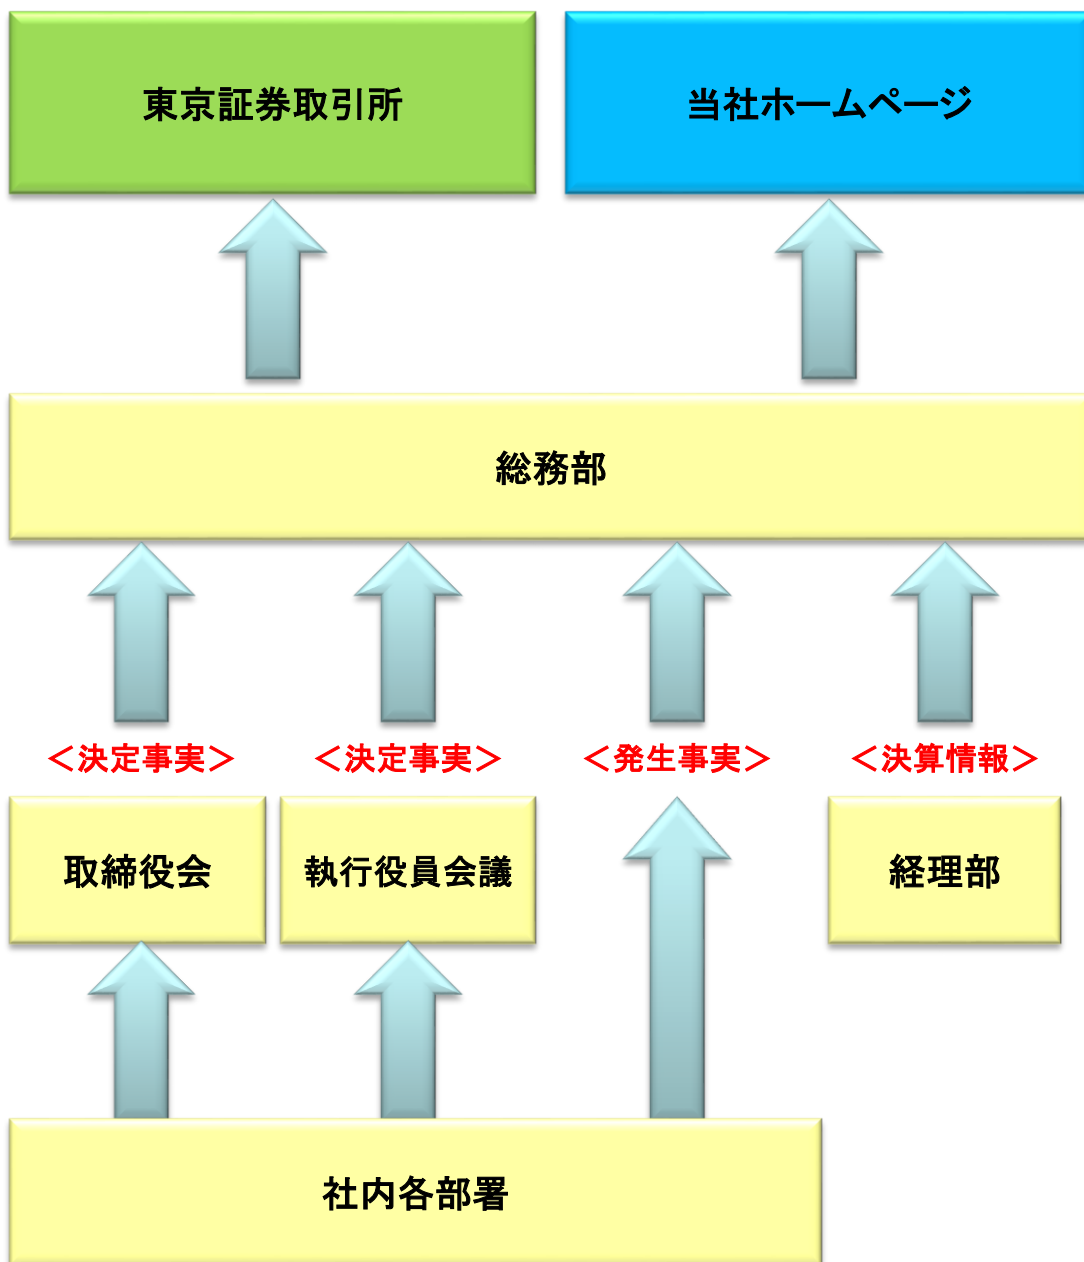 東京証券取引所
当社ホームページ
総務部
＜決定事実＞
＜決定事実＞
＜発生事実＞
＜決算情報＞
取締役会
執行役員会議
経理部
社内各部署